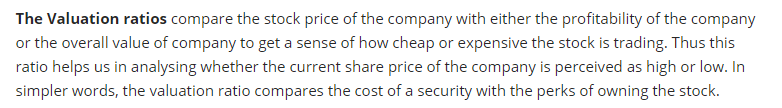 The Valuation ratios compare the stock price of the company with either the profitability of the company
or the overall value of company to get a sense of how cheap or expensive the stock is trading. Thus this
ratio helps us in analysing whether the current share price of the company is perceived as high or low. In
simpler words, the valuation ratio compares the cost of a security with the perks of owning the stock.